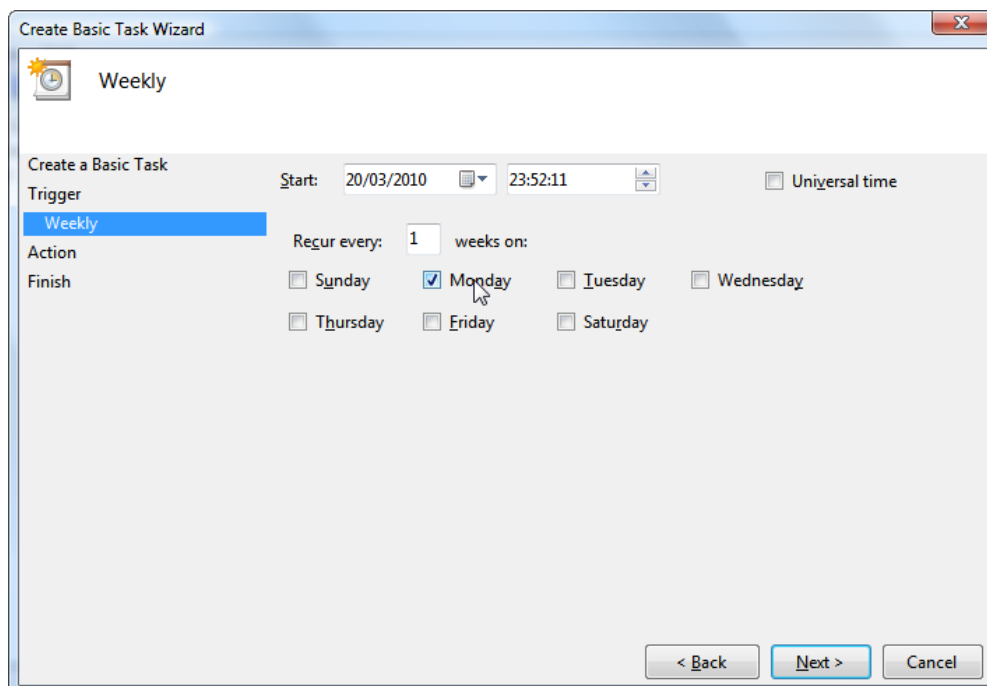 Create Basic Task Wizard
Weekly
Create a Basic Task
Trigger
Weekly
Action
Finish
Start: 20/03/2010 23:52:11 Universal time
Recur every: 1 weeks on:
Sunday Monday Tuesday Wednesday
Thursday Friday Saturday
< Back Next > Cancel